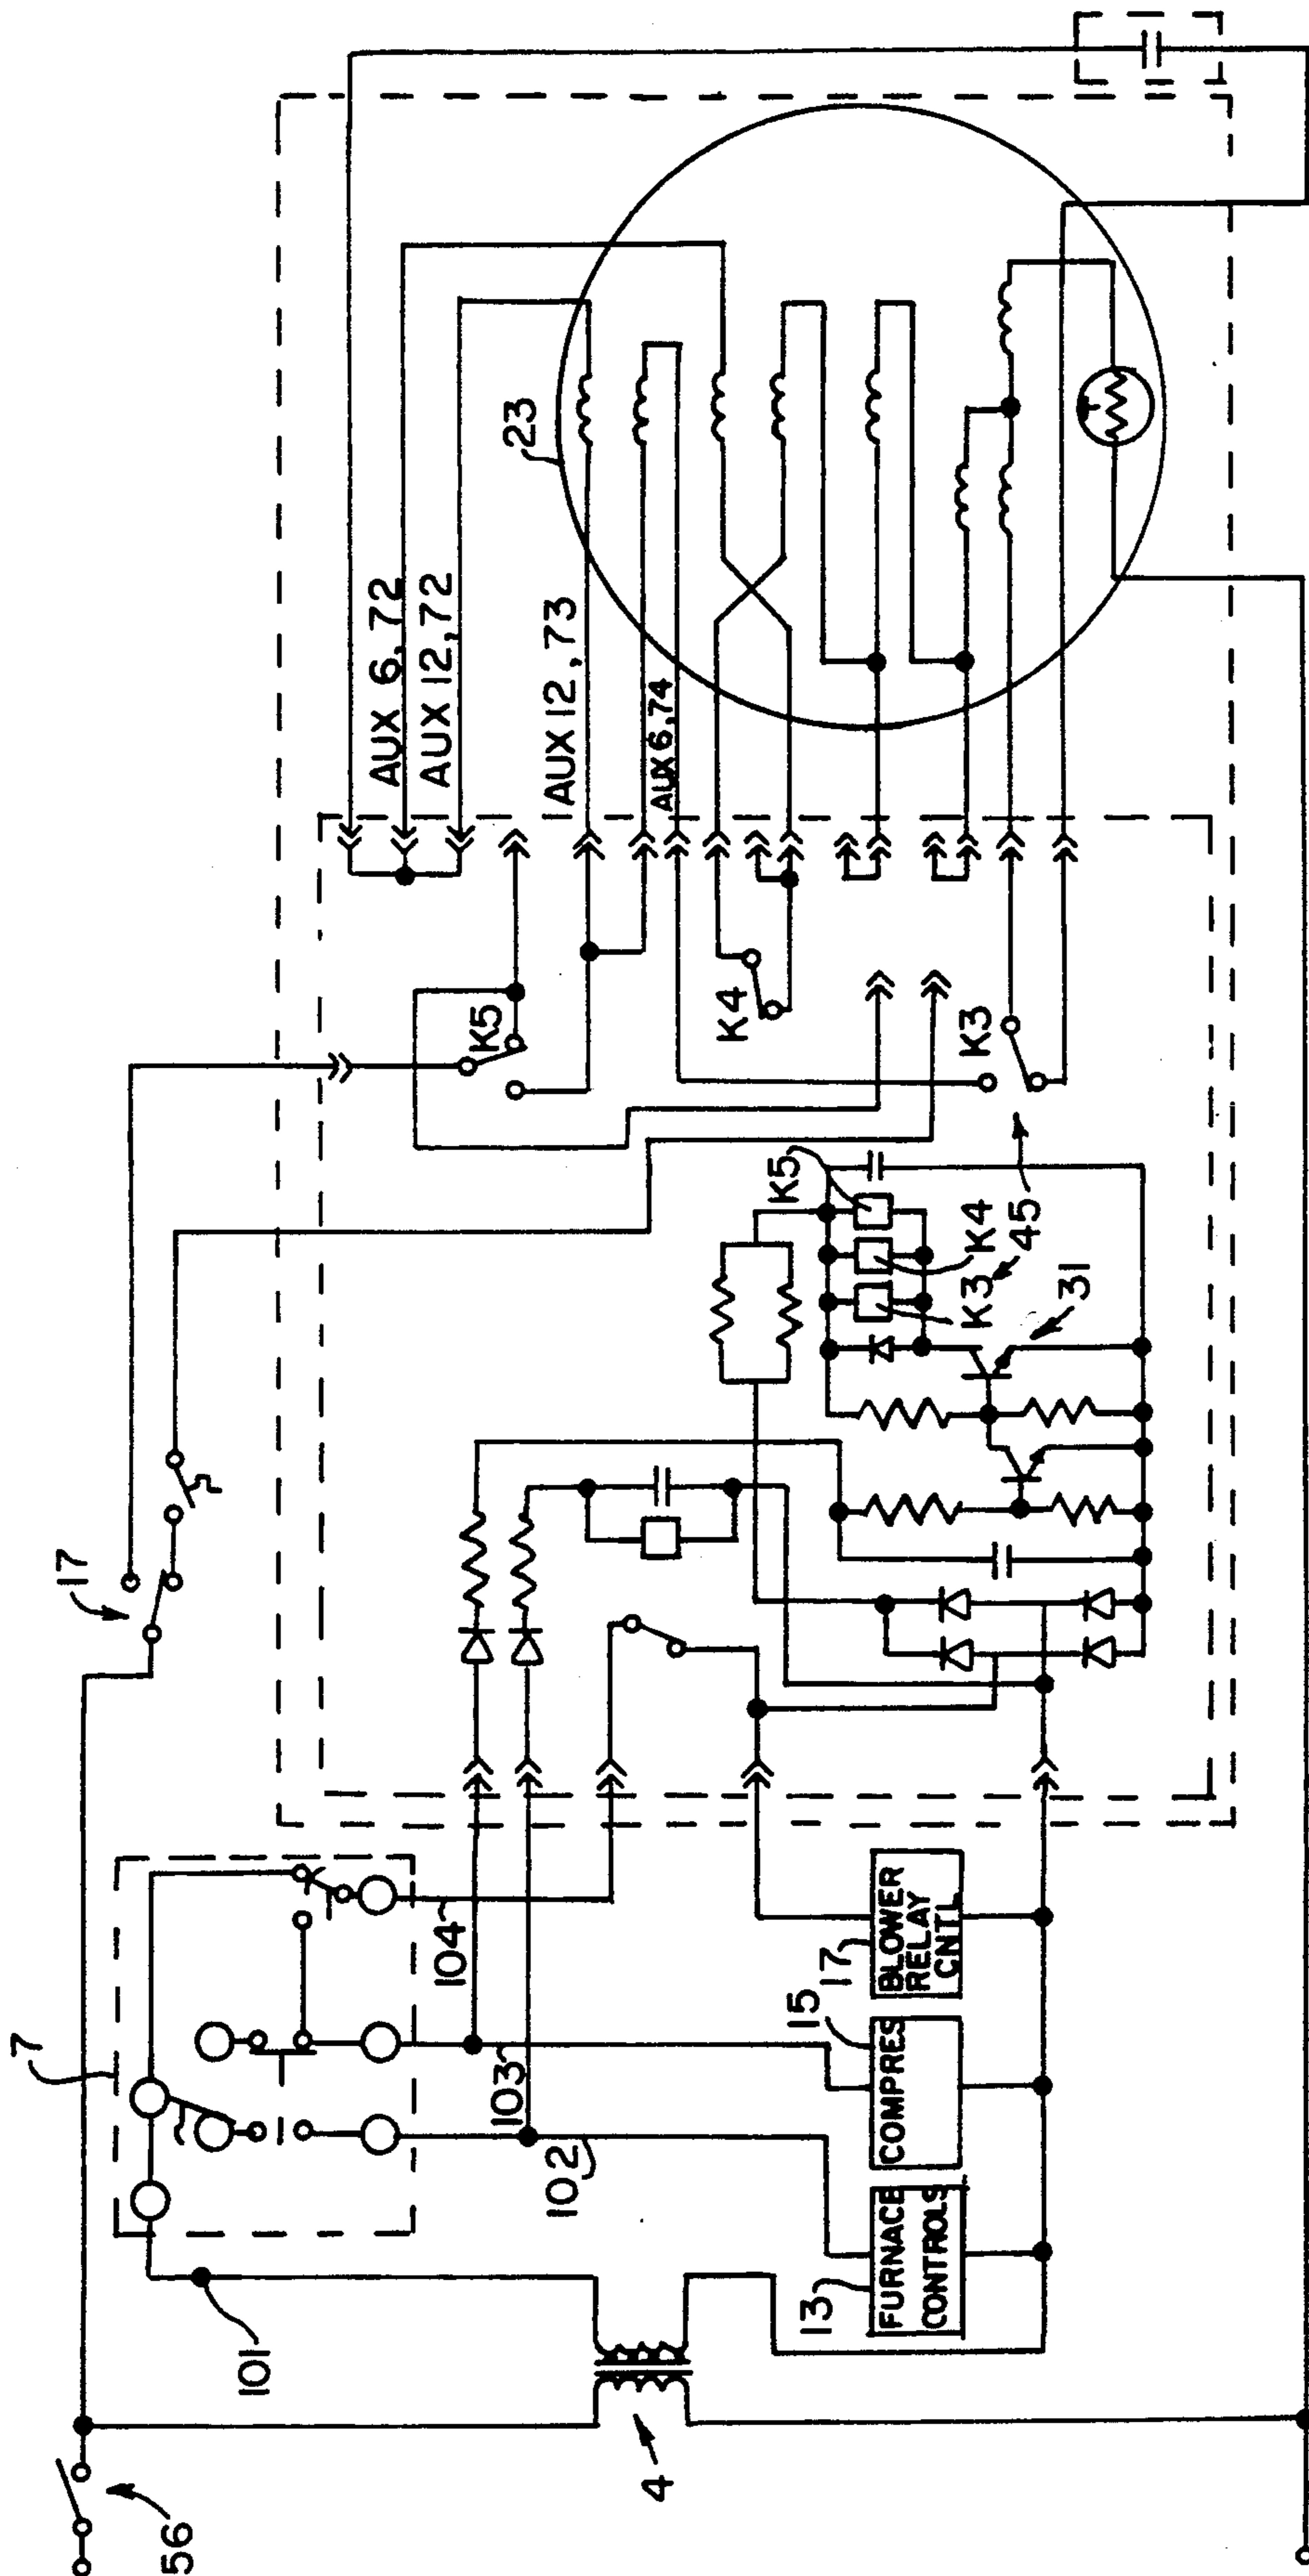 56
4
101
7
102
103
104
13
FURNACE
CONTROLS
15
COMPRES
17
BLOWER
RELAY
CNTL
17
K5
K4
K3
45
31
K5
K4
K3
AUX 6,72
AUX 12,72
AUX 12,73
AUX 6,74
23